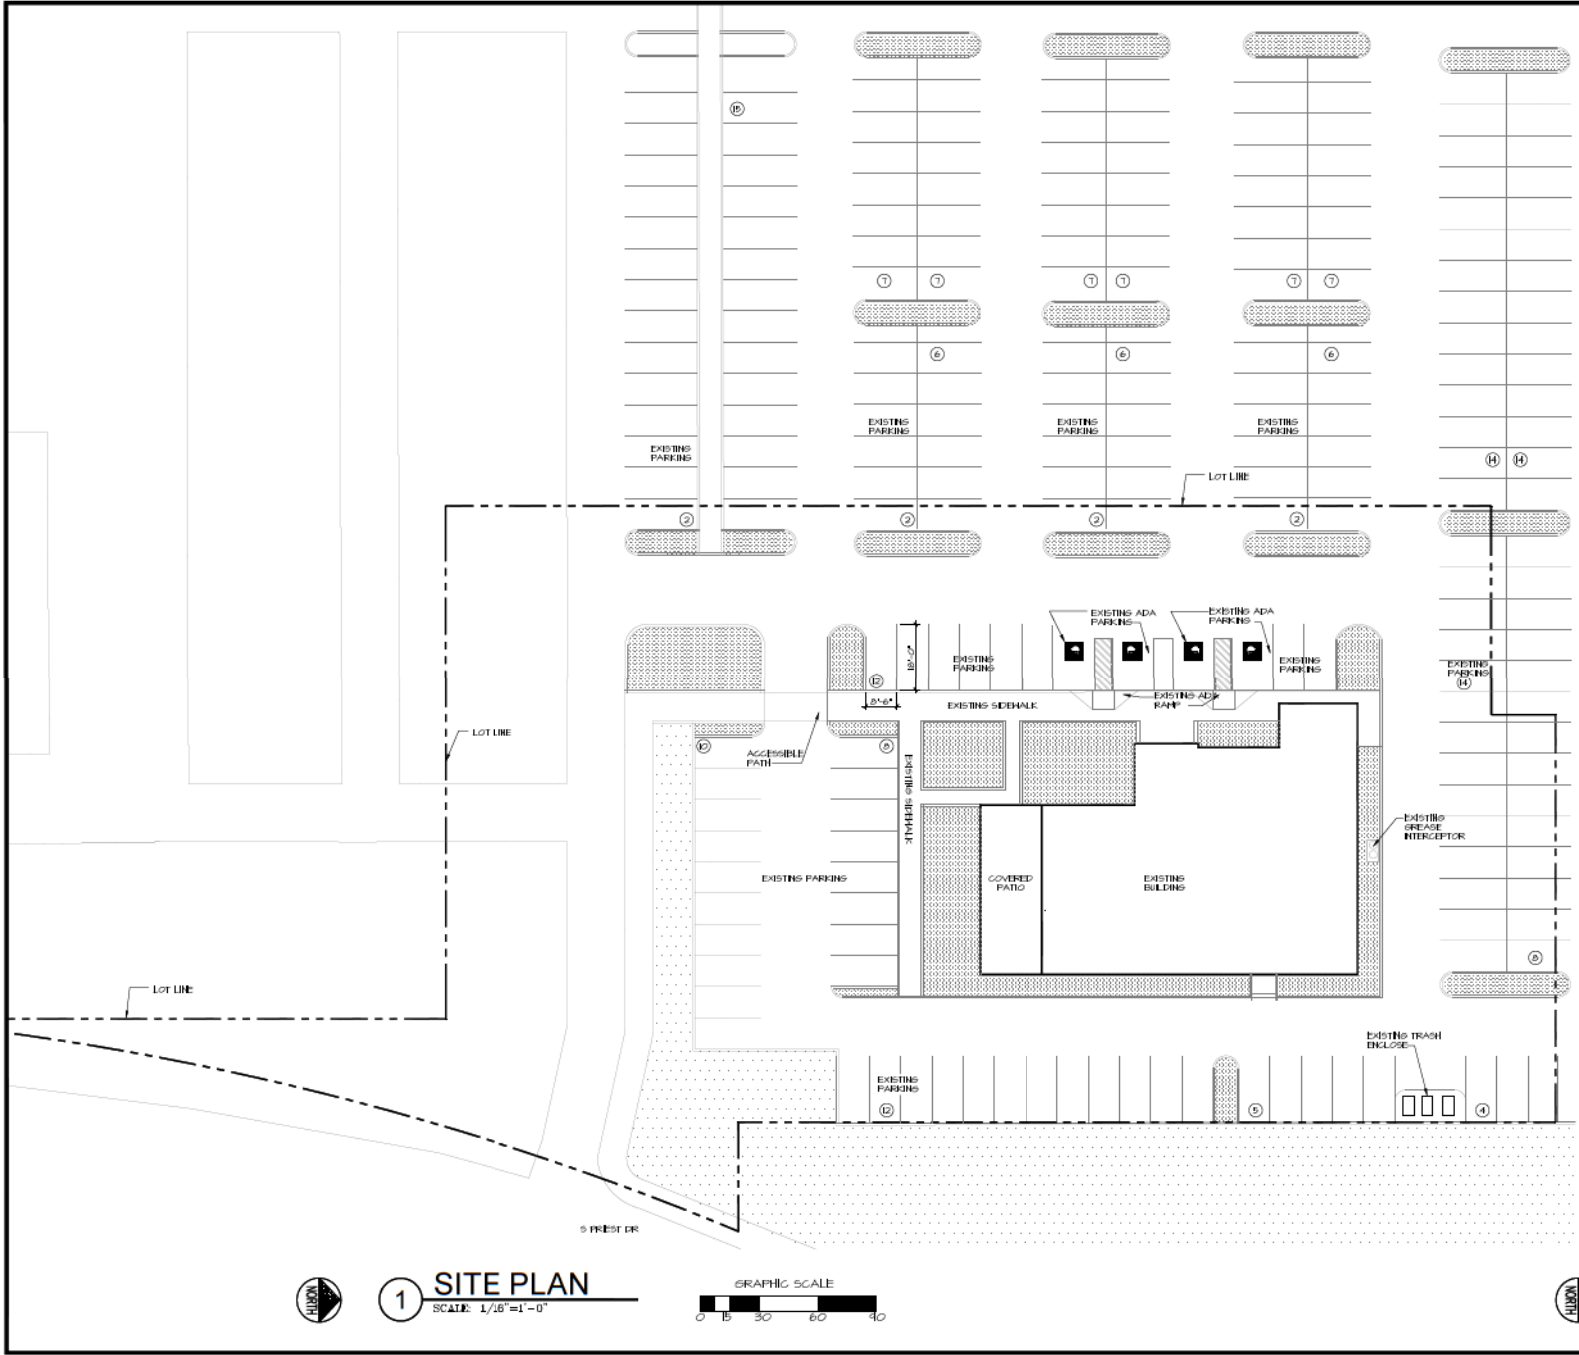 15
7 7
7 7
7 7
6
6
6
EXISTING
PARKING
EXISTING
PARKING
EXISTING
PARKING
EXISTING
PARKING
14 14
LOT LINE
2
2
2
2
EXISTING ADA
PARKING
EXISTING ADA
PARKING
18'-0"
EXISTING
PARKING
EXISTING
PARKING
EXISTING
PARKING
14
12
8'-6"
EXISTING SIDEWALK
EXISTING ADA
RAMP
LOT LINE
10
ACCESSIBLE
PATH
8
EXISTING SIDEWALK
EXISTING
GREASE
INTERCEPTOR
EXISTING PARKING
COVERED
PATIO
EXISTING
BUILDING
8
LOT LINE
EXISTING TRASH
ENCLOSE
EXISTING
PARKING
12
5
4
S PRIEST DR
NORTH
1
SITE PLAN
SCALE: 1/16"=1'-0"
GRAPHIC SCALE
0 15 30 60 90
NORTH